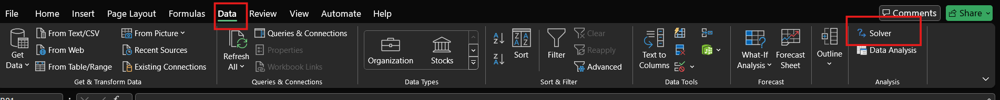 File Home Insert Page Layout Formulas Data Review View Automate Help Comments Share
Get Data
From Text/CSV
From Web
From Table/Range
From Picture
Recent Sources
Existing Connections
Get & Transform Data
Refresh All
Queries & Connections
Properties
Workbook Links
Queries & Connections
Organization
Stocks
Data Types
Sort
Filter
Clear
Reapply
Advanced
Sort & Filter
Text to Columns
Data Tools
What-If Analysis
Forecast Sheet
Forecast
Outline
Solver
Data Analysis
Analysis